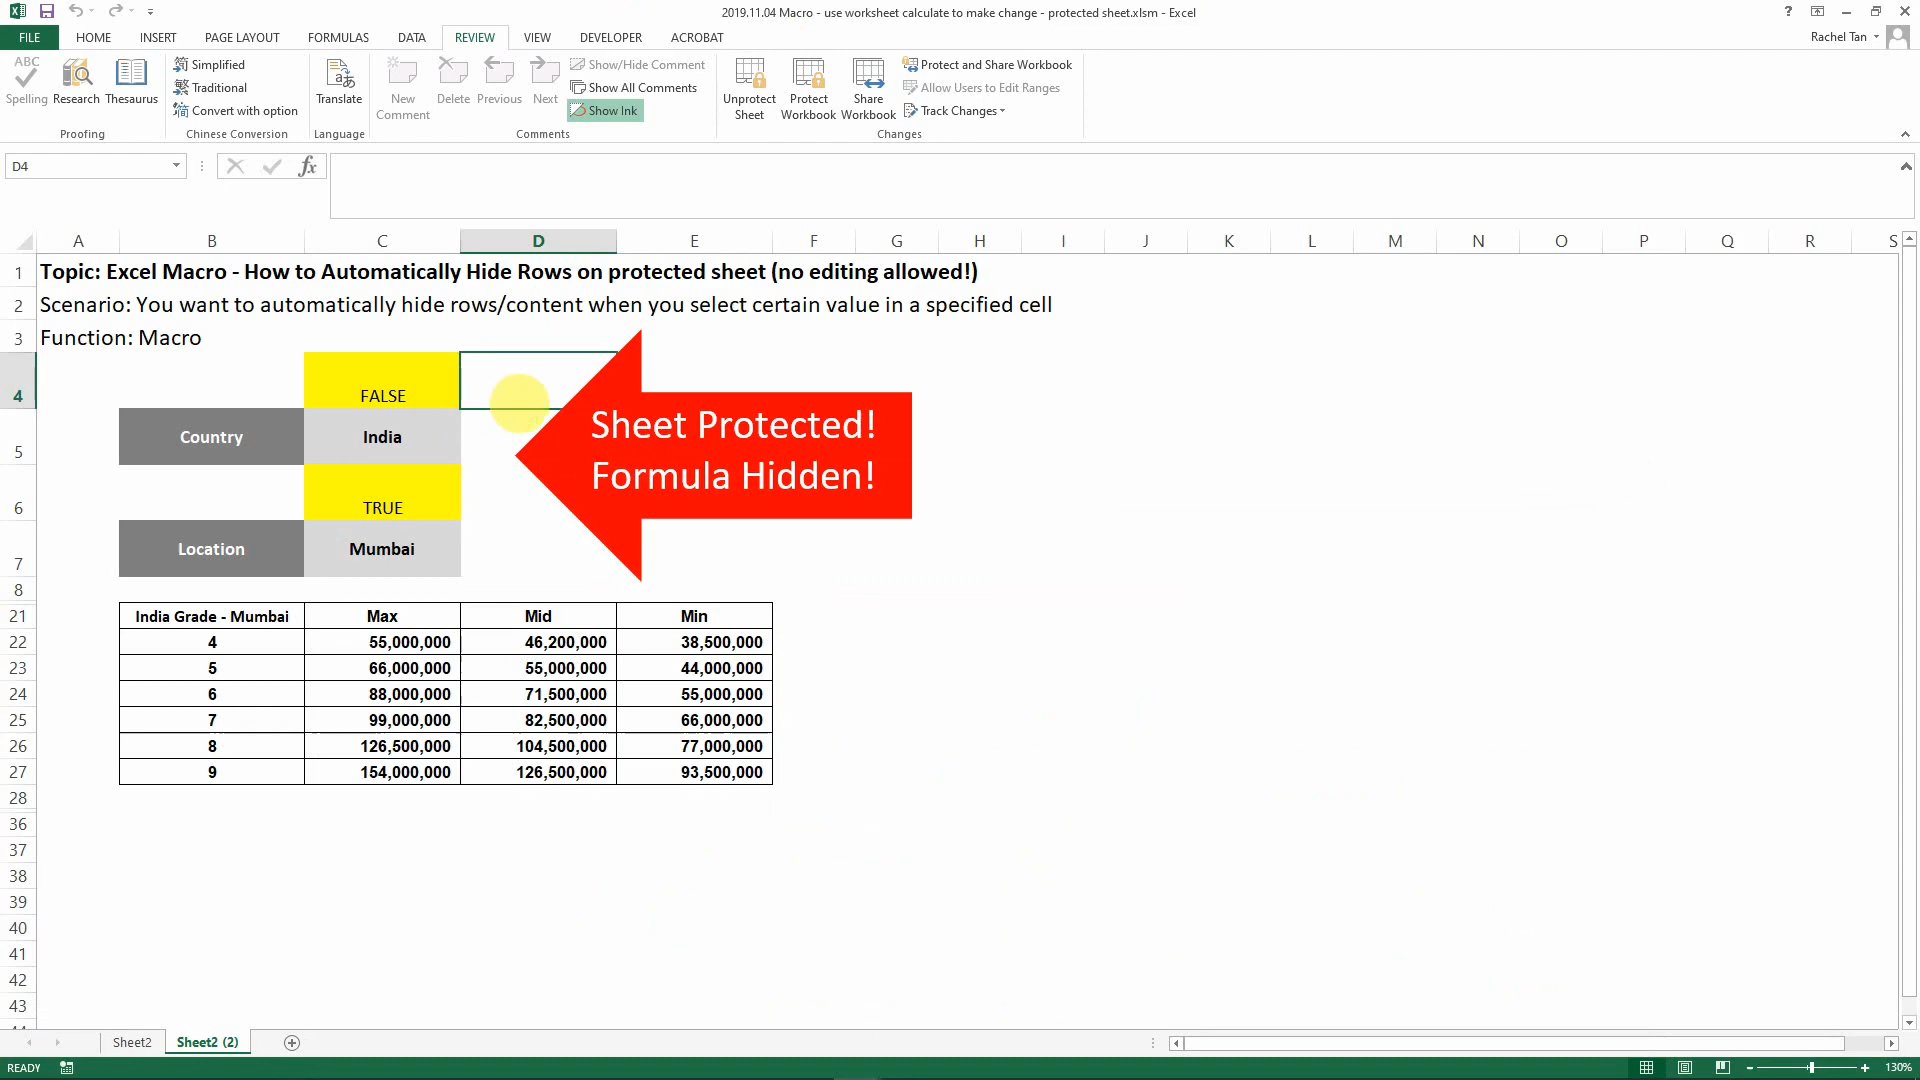 2019.11.04 Macro - use worksheet calculate to make change - protected sheet.xlsm - Excel
?
FILE HOME INSERT PAGE LAYOUT FORMULAS DATA REVIEW VIEW DEVELOPER ACROBAT Rachel Tan
ABC Simplified Show/Hide Comment Protect and Share Workbook
Traditional Show All Comments Allow Users to Edit Ranges
Spelling Research Thesaurus Convert with option Translate New Comment Delete Previous Next Show Ink Unprotect Sheet Protect Workbook Share Workbook Track Changes
Proofing Chinese Conversion Language Comments Changes
D4 fx
A B C D E F G H I J K L M N O P Q R S
1 Topic: Excel Macro - How to Automatically Hide Rows on protected sheet (no editing allowed!)
2 Scenario: You want to automatically hide rows/content when you select certain value in a specified cell
3 Function: Macro
4 FALSE
Sheet Protected!
5 Country India
Formula Hidden!
6 TRUE
7 Location Mumbai
8
21 India Grade - Mumbai Max Mid Min
22 4 55,000,000 46,200,000 38,500,000
23 5 66,000,000 55,000,000 44,000,000
24 6 88,000,000 71,500,000 55,000,000
25 7 99,000,000 82,500,000 66,000,000
26 8 126,500,000 104,500,000 77,000,000
27 9 154,000,000 126,500,000 93,500,000
28
36
37
38
39
40
41
42
43
Sheet2 Sheet2 (2)
READY 130%